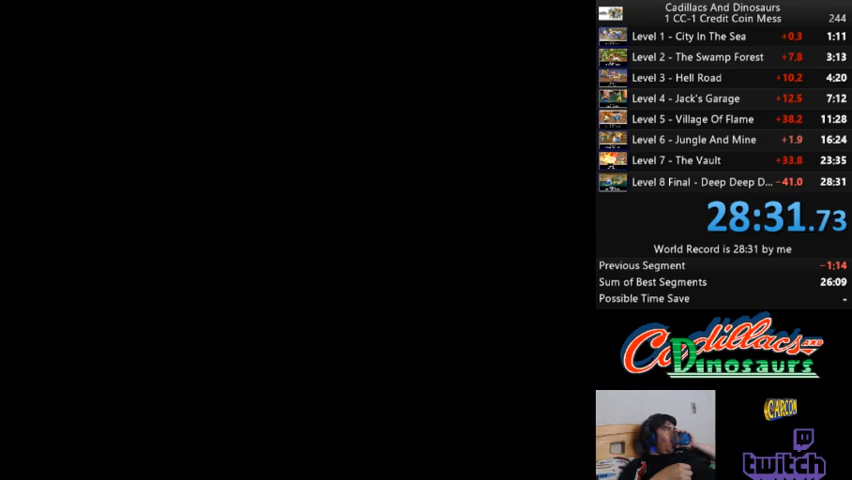 Cadillacs And Dinosaurs
1 CC-1 Credit Coin Mess 244
Level 1 - City In The Sea +0.3 1:11
Level 2 - The Swamp Forest +7.8 3:13
Level 3 - Hell Road +10.2 4:20
Level 4 - Jack's Garage +12.5 7:12
Level 5 - Village Of Flame +38.2 11:28
Level 6 - Jungle And Mine +1.9 16:24
Level 7 - The Vault +33.8 23:35
Level 8 Final - Deep Deep D... −41.0 28:31
28:31.73
World Record is 28:31 by me
Previous Segment −1:14
Sum of Best Segments 26:09
Possible Time Save -
Cadillacs AND
Dinosaurs
CAPCOM
twitch